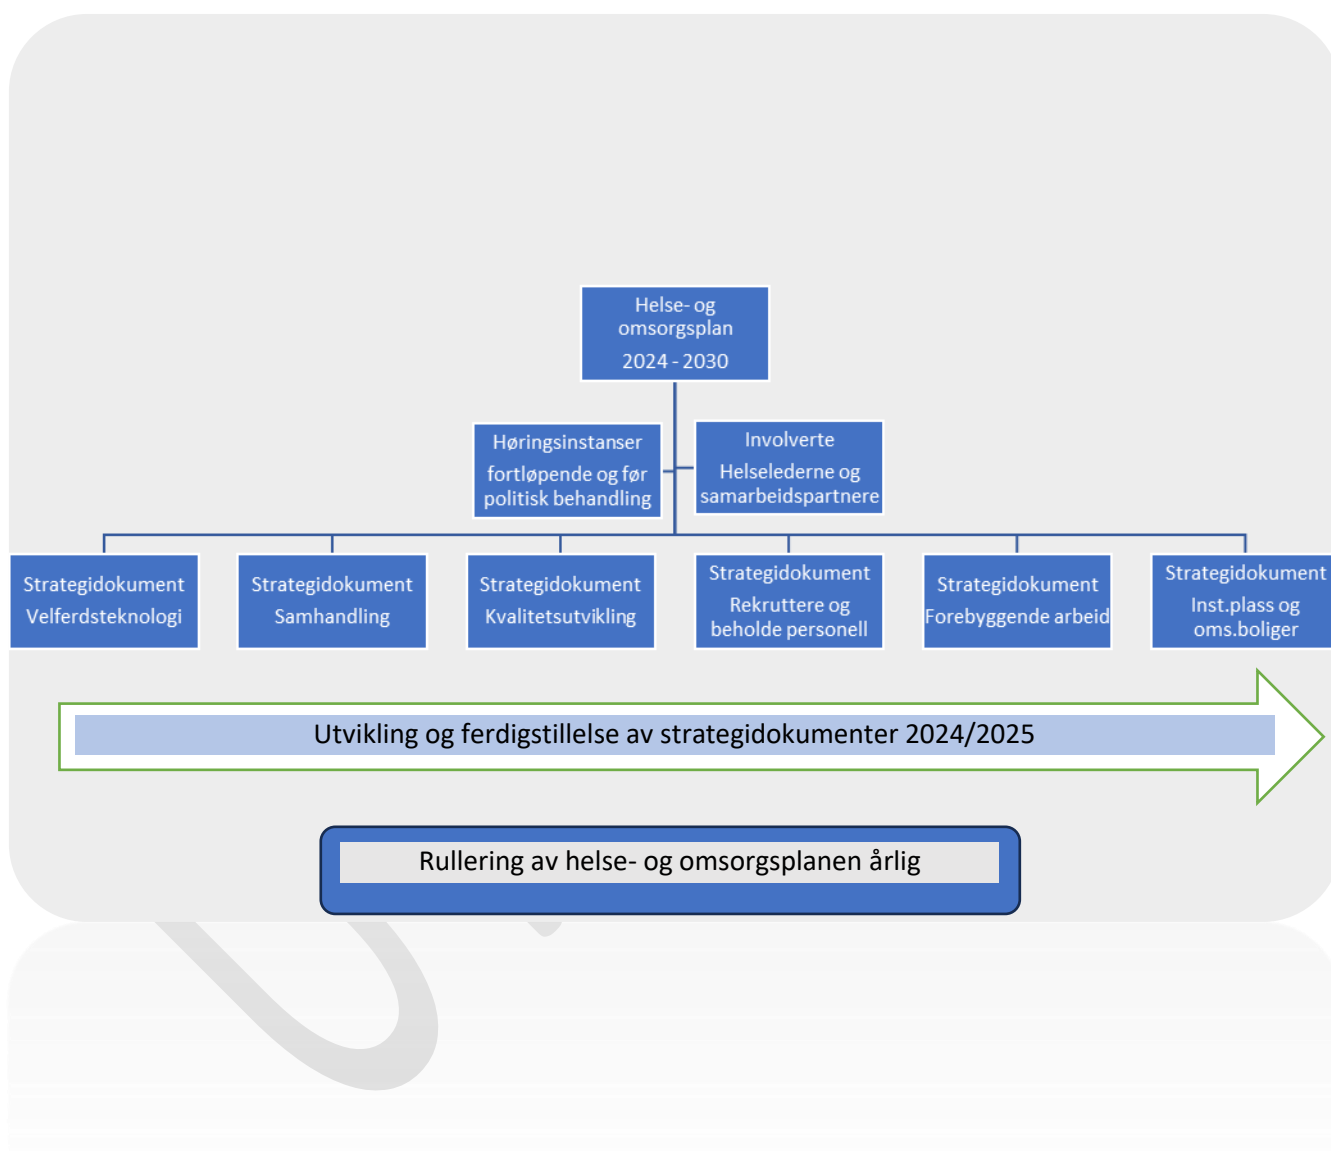 Helse- og
omsorgsplan
2024 - 2030
Høringsinstanser
fortløpende og før
politisk behandling
Involverte
Helselederne og
samarbeidspartnere
Strategidokument
Velferdsteknologi
Strategidokument
Samhandling
Strategidokument
Kvalitetsutvikling
Strategidokument
Rekruttere og
beholde personell
Strategidokument
Forebyggende arbeid
Strategidokument
Inst.plass og
oms.boliger
Utvikling og ferdigstillelse av strategidokumenter 2024/2025
Rullering av helse- og omsorgsplanen årlig